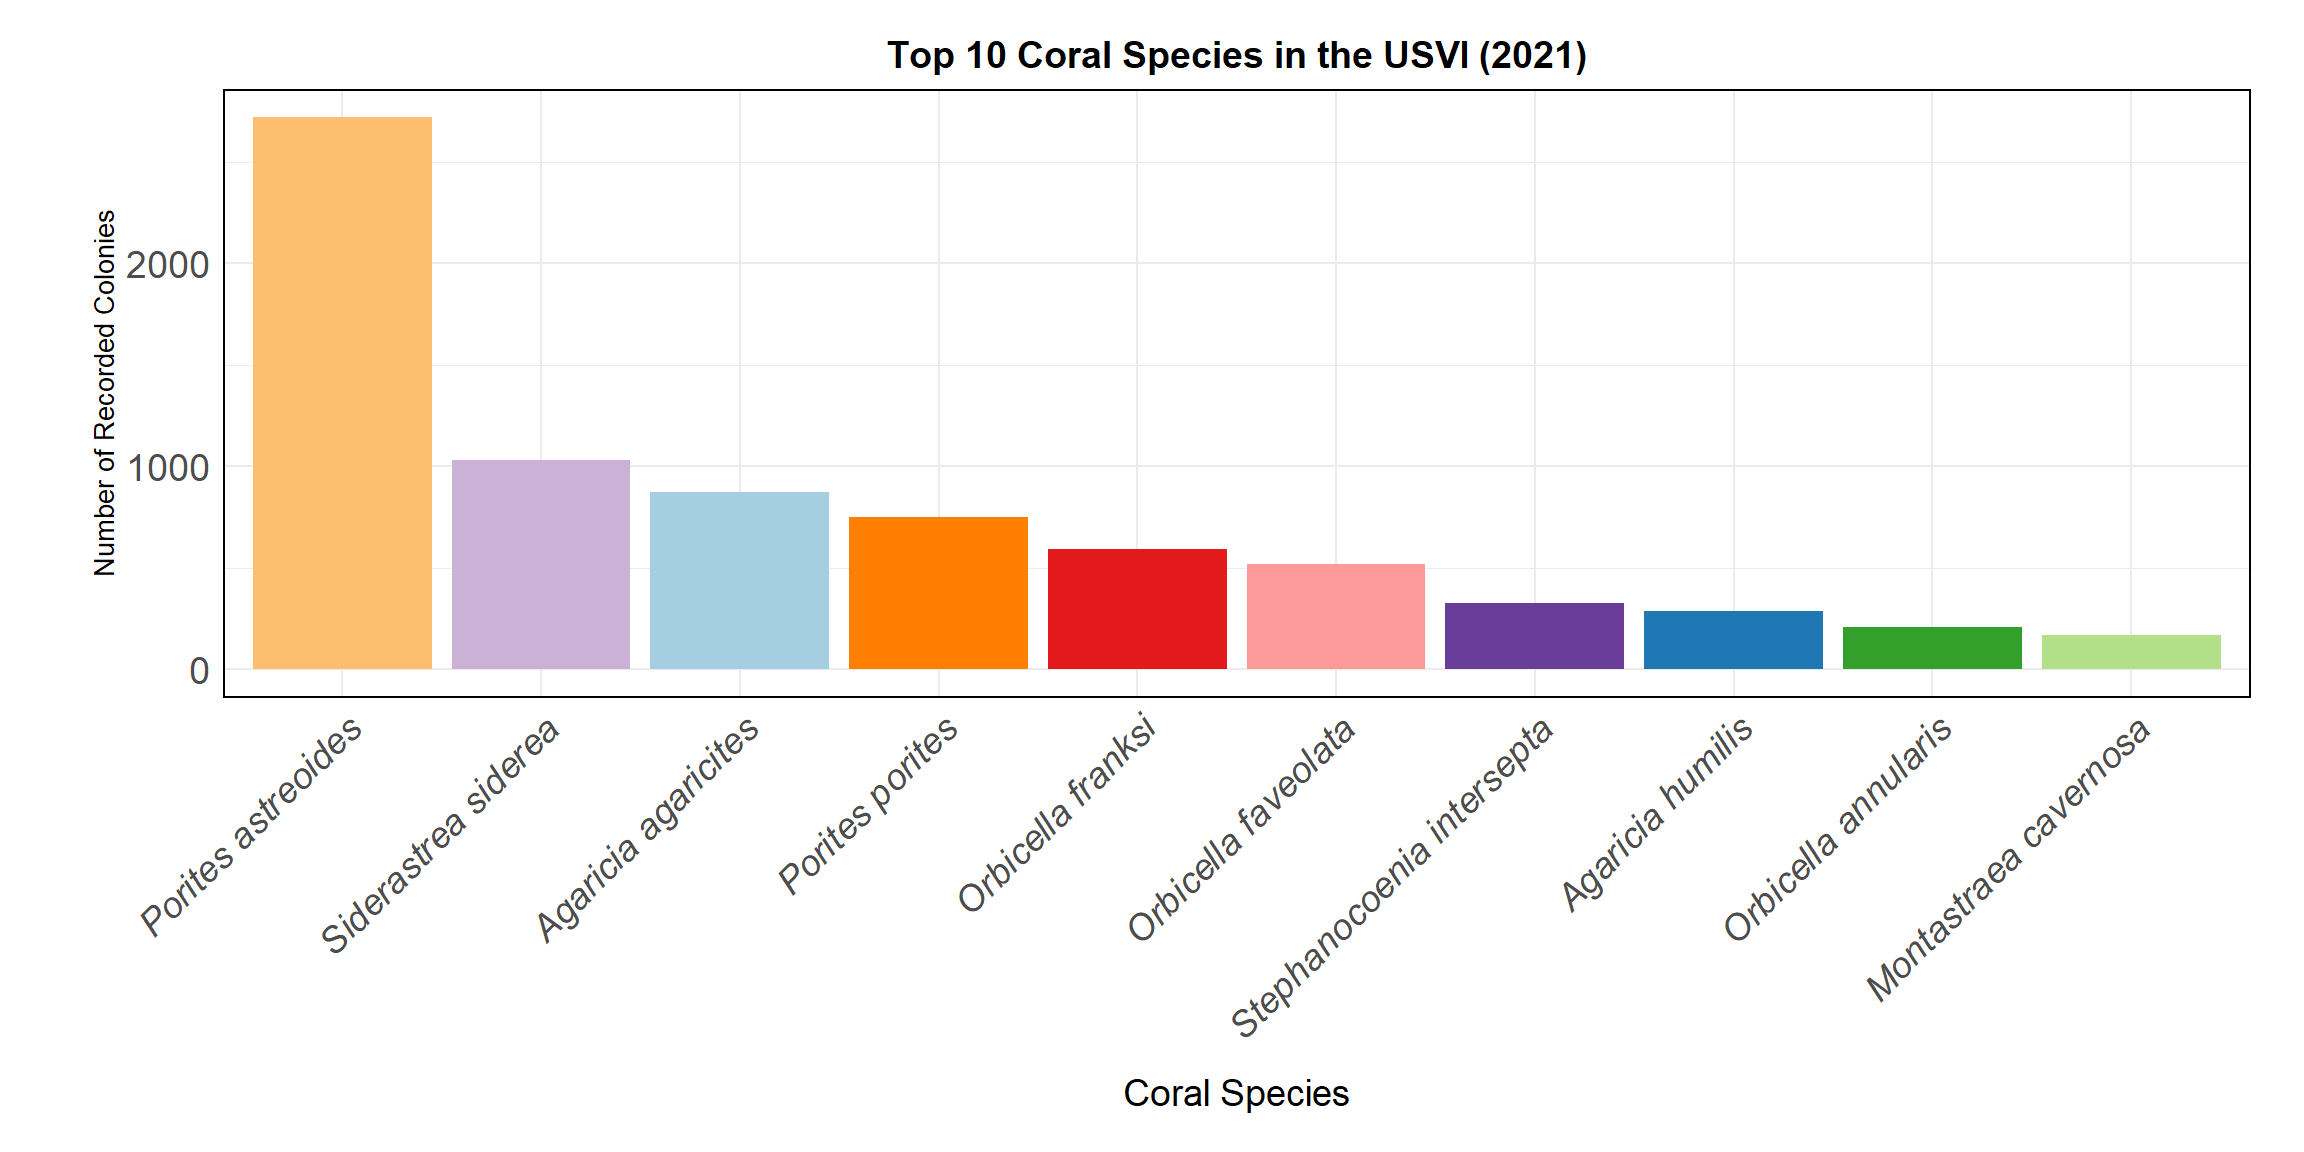 Top 10 Coral Species in the USVI (2021)
Number of Recorded Colonies
2000
1000
0
Porites astreoides
Siderastrea siderea
Agaricia agaricites
Porites porites
Orbicella franksi
Orbicella faveolata
Stephanocoenia intersepta
Agaricia humilis
Orbicella annularis
Montastraea cavernosa
Coral Species